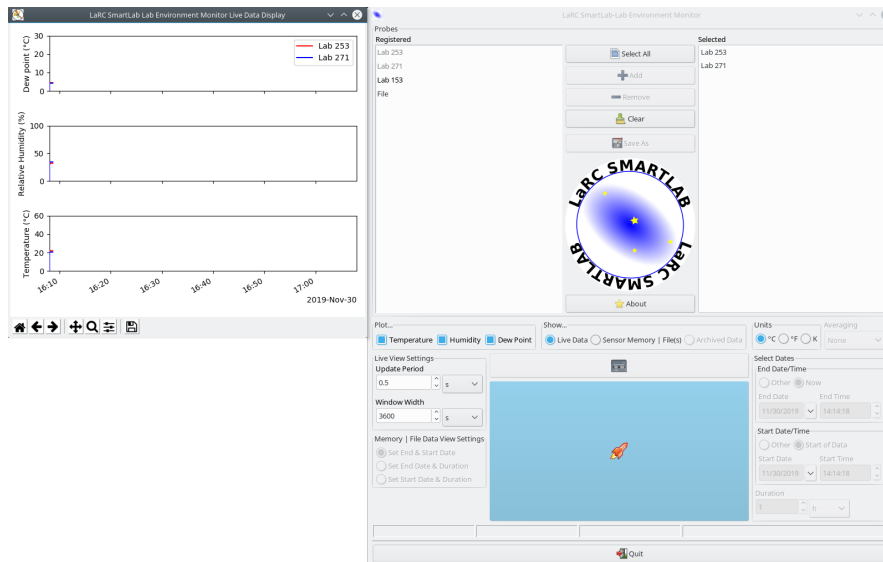 LaRC SmartLab Lab Environment Monitor Live Data Display
Dew point (°C)
30
20
10
0
Lab 253
Lab 271
Relative Humidity (%)
100
50
0
Temperature (°C)
60
40
20
0
16:10
16:20
16:30
16:40
16:50
17:00
2019-Nov-30
LaRC SmartLab-Lab Environment Monitor
Probes
Registered
Lab 253
Lab 271
Lab 153
File
Select All
Add
Remove
Clear
Save As
LaRC SMARTLAB
LaRC SMARTLAB
About
Selected
Lab 253
Lab 271
Plot...
Temperature
Humidity
Dew Point
Show...
Live Data
Sensor Memory | File(s)
Archived Data
Units
°C
°F
K
Averaging
None
Live View Settings
Update Period
0.5
s
Window Width
3600
s
Memory | File Data View Settings
Set End & Start Date
Set End Date & Duration
Set Start Date & Duration
Select Dates
End Date/Time
Other
Now
End Date
End Time
11/30/2019
14:14:18
Start Date/Time
Other
Start of Data
Start Date
Start Time
11/30/2019
14:14:18
Duration
1
h
Quit